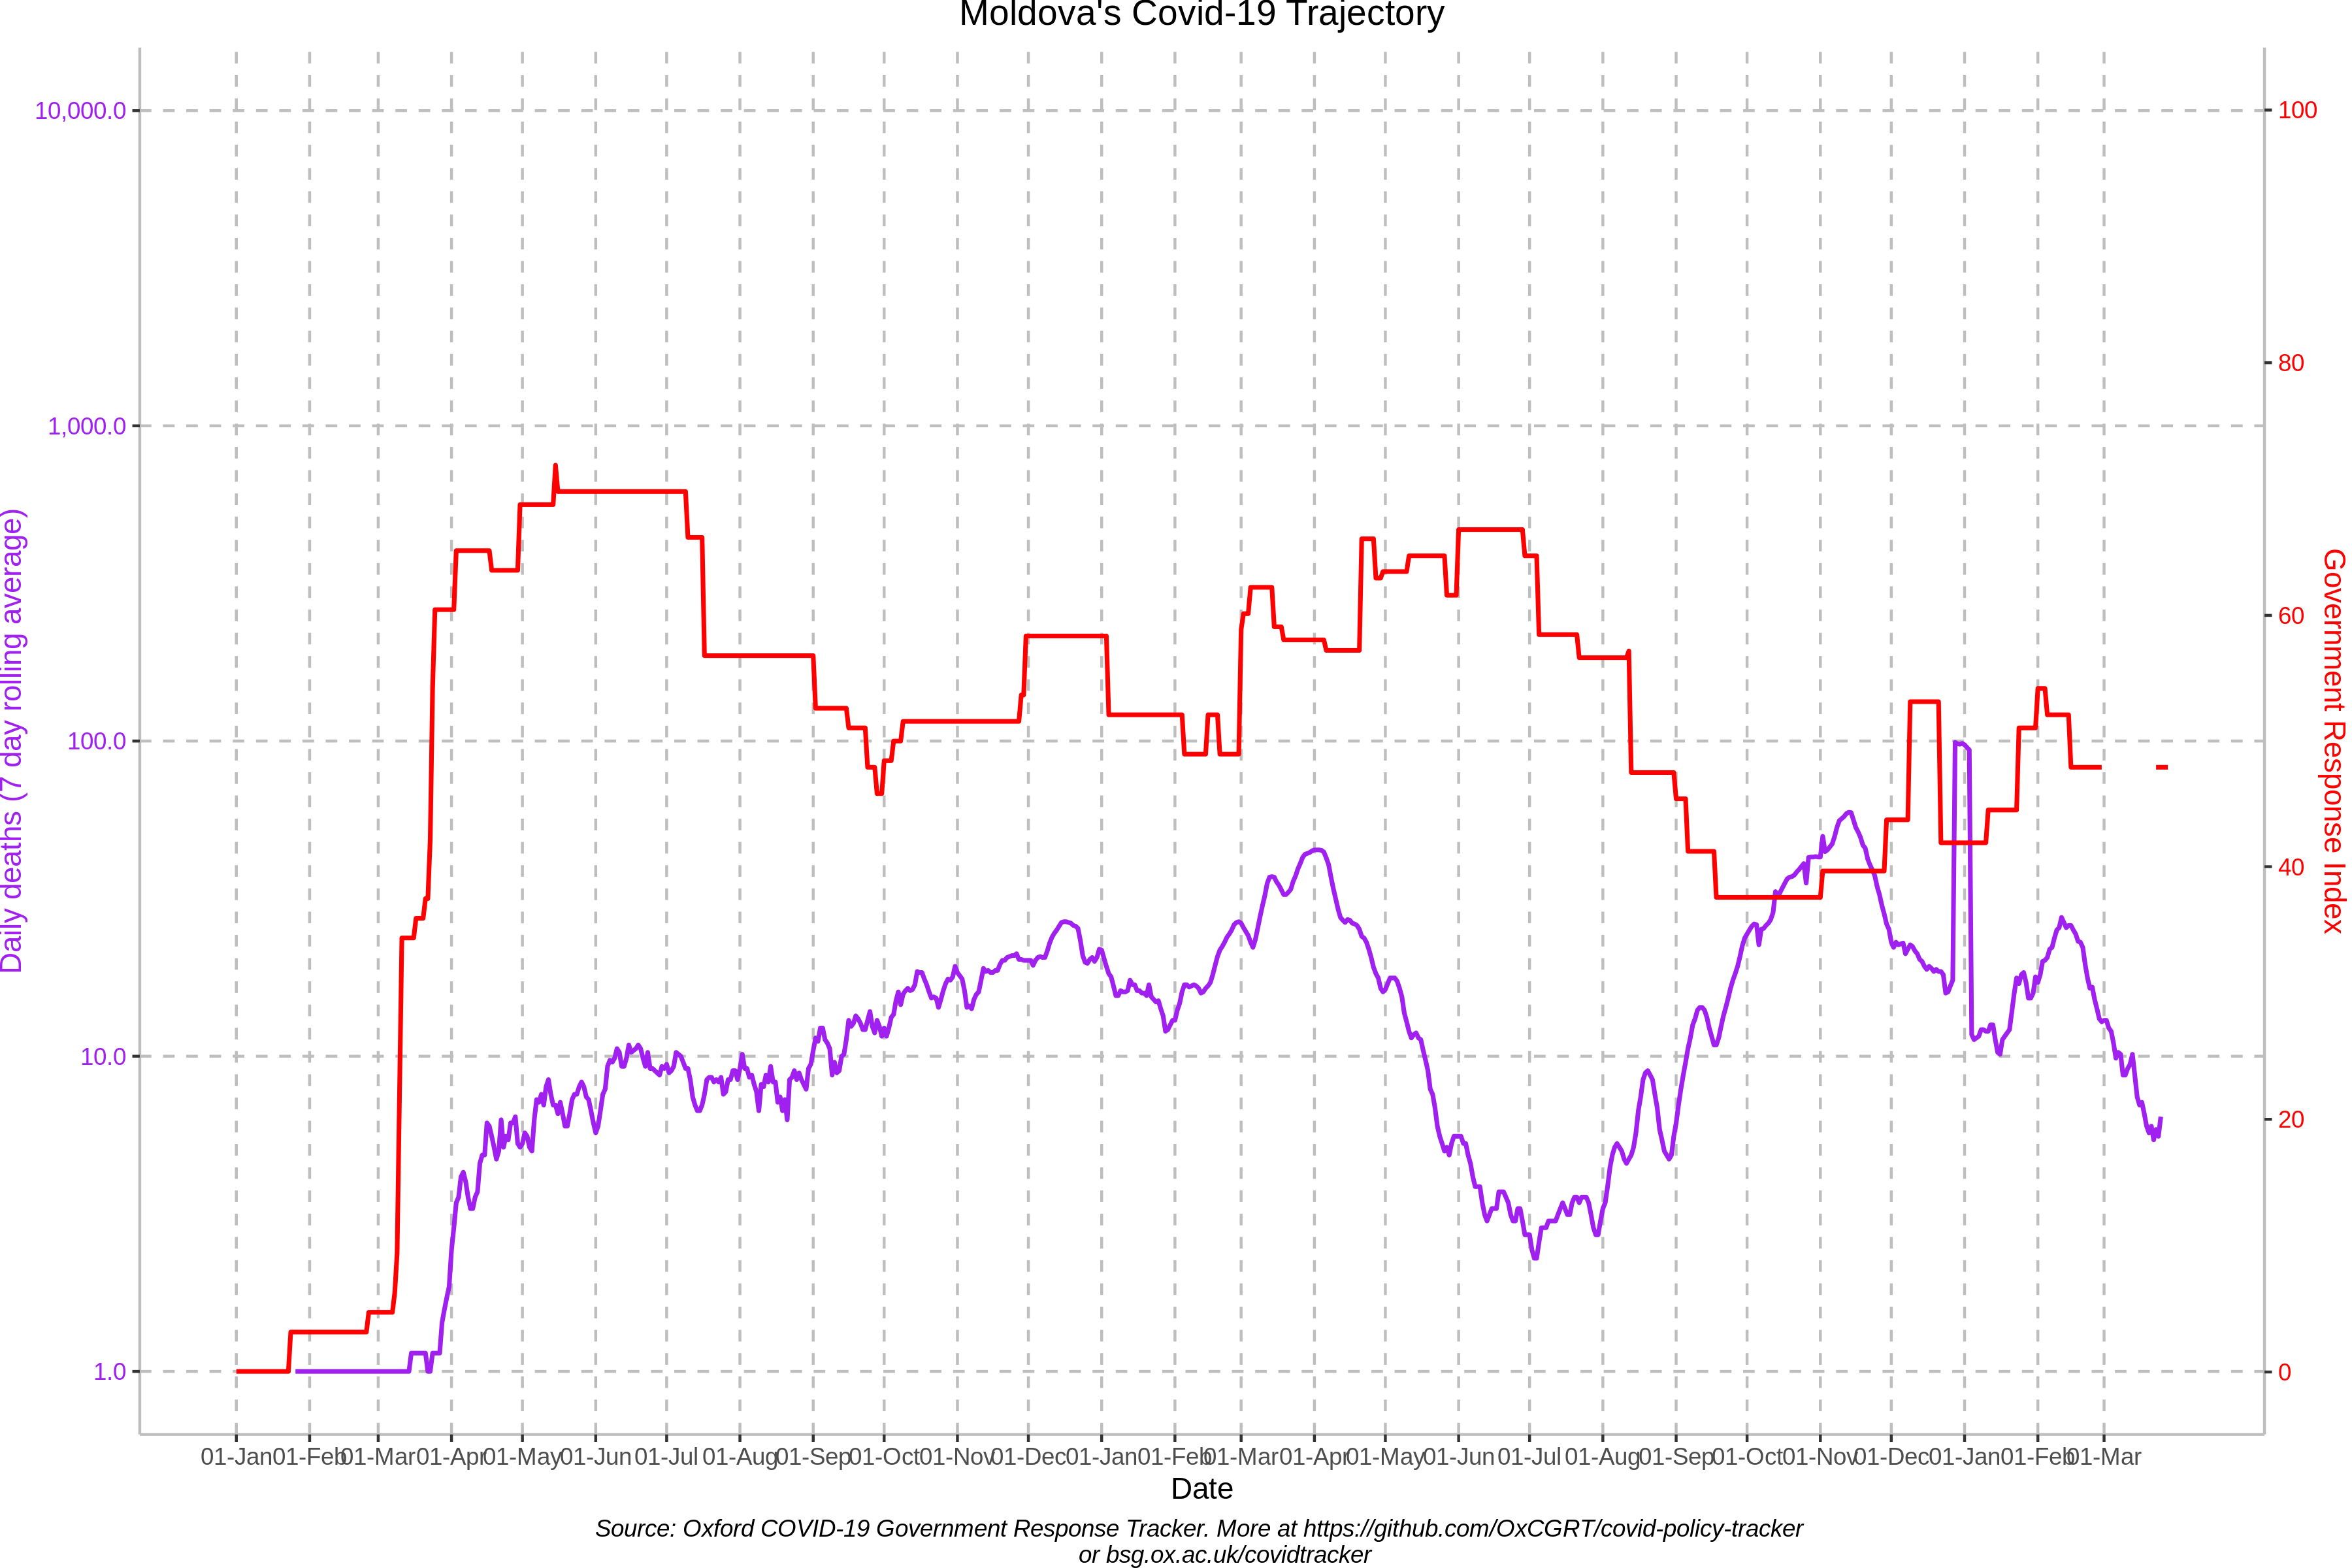 Moldova's Covid-19 Trajectory
10,000.0
1,000.0
100.0
10.0
1.0
Daily deaths (7 day rolling average)
100
80
60
40
20
0
Government Response Index
01-Jan 01-Feb 01-Mar 01-Apr 01-May 01-Jun 01-Jul 01-Aug 01-Sep 01-Oct 01-Nov 01-Dec 01-Jan 01-Feb 01-Mar 01-Apr 01-May 01-Jun 01-Jul 01-Aug 01-Sep 01-Oct 01-Nov 01-Dec 01-Jan 01-Feb 01-Mar
Date
Source: Oxford COVID-19 Government Response Tracker. More at https://github.com/OxCGRT/covid-policy-tracker
or bsg.ox.ac.uk/covidtracker